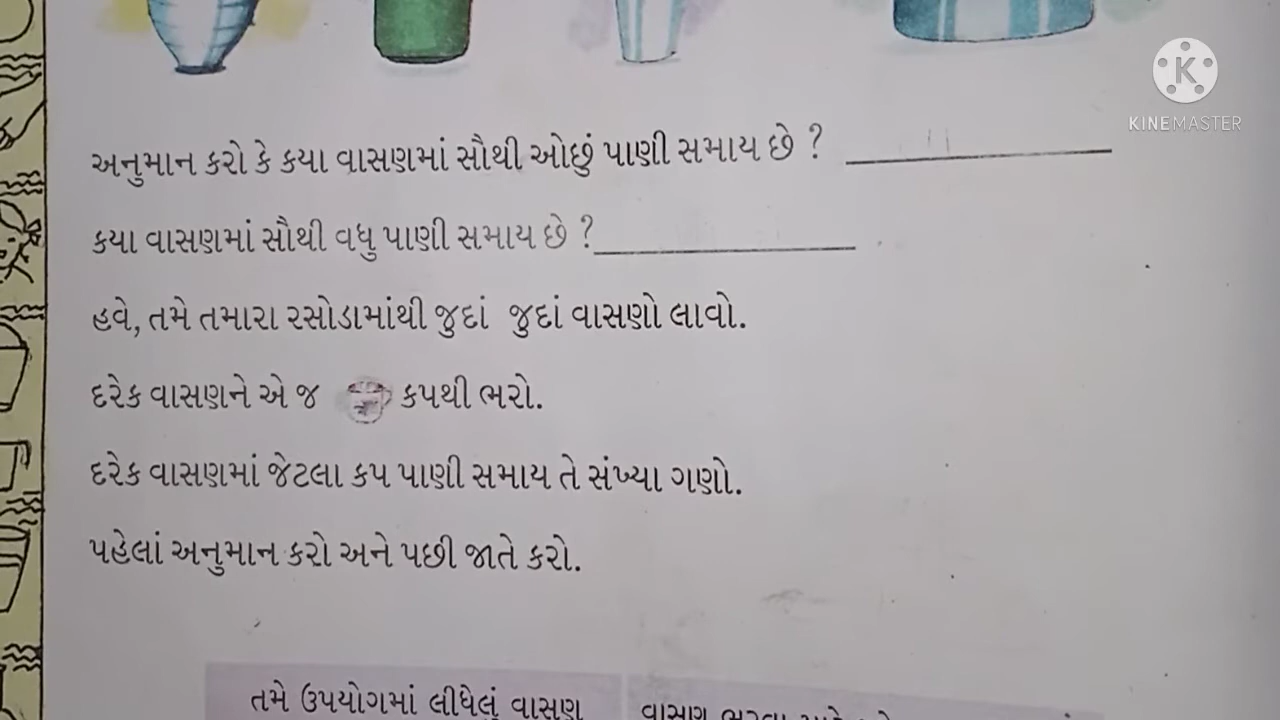 K
KINEMASTER
અનુમાન કરો કે કયા વાસણમાં સૌથી ઓછું પાણી સમાય છે ?
કયા વાસણમાં સૌથી વધુ પાણી સમાય છે ?
હવે, તમે તમારા રસોડામાંથી જુદાં જુદાં વાસણો લાવો.
દરેક વાસણને એ જ કપથી ભરો.
દરેક વાસણમાં જેટલા કપ પાણી સમાય તે સંખ્યા ગણો.
પહેલાં અનુમાન કરો અને પછી જાતે કરો.
તમે ઉપયોગમાં લીધેલું વાસણ
વાસણ